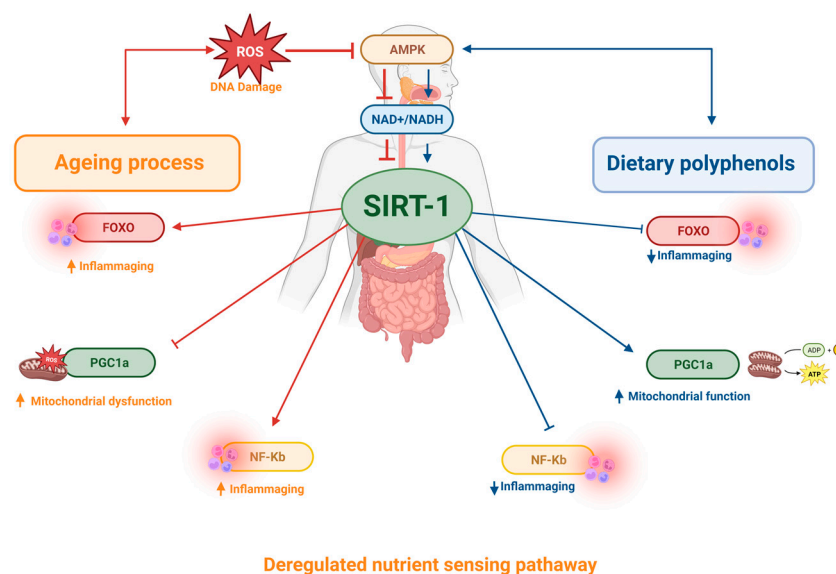 ROS
DNA Damage
AMPK
NAD+/NADH
Ageing process
Dietary polyphenols
SIRT-1
FOXO
Inflammaging
FOXO
Inflammaging
ROS
PGC1a
Mitochondrial dysfunction
PGC1a
ADP +
ATP
Mitochondrial function
NF-Kb
Inflammaging
NF-Kb
Inflammaging
Deregulated nutrient sensing pathaway